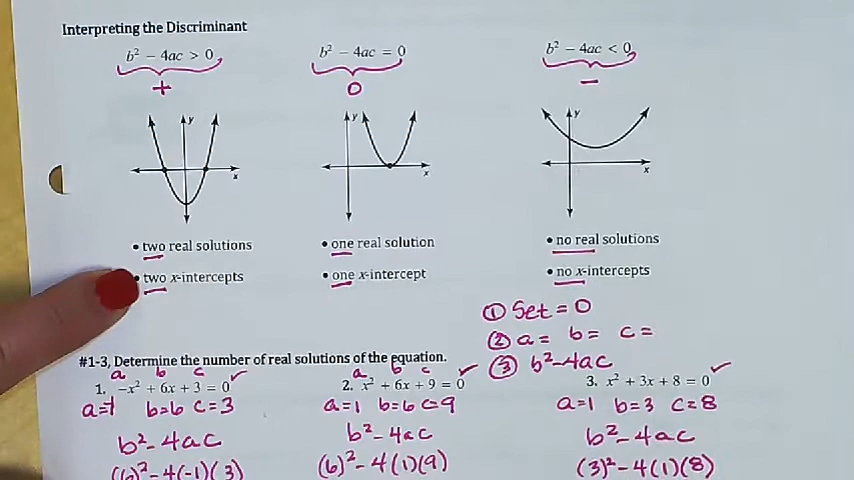 Interpreting the Discriminant
b² − 4ac > 0
b² − 4ac = 0
b² − 4ac < 0
+
0
−
y
x
y
x
y
x
• two real solutions
• two x-intercepts
• one real solution
• one x-intercept
• no real solutions
• no x-intercepts
① Set = 0
② a= b= c=
③ b²-4ac
#1-3, Determine the number of real solutions of the equation.
a b c
1. −x² + 6x + 3 = 0 ✓
a=-1 b=6 c=3
b²-4ac
(6)²-4(-1)(3)
a b c
2. x² + 6x + 9 = 0 ✓
a=1 b=6 c=9
b²-4ac
(6)²-4(1)(9)
3. x² + 3x + 8 = 0 ✓
a=1 b=3 c=8
b²-4ac
(3)²-4(1)(8)